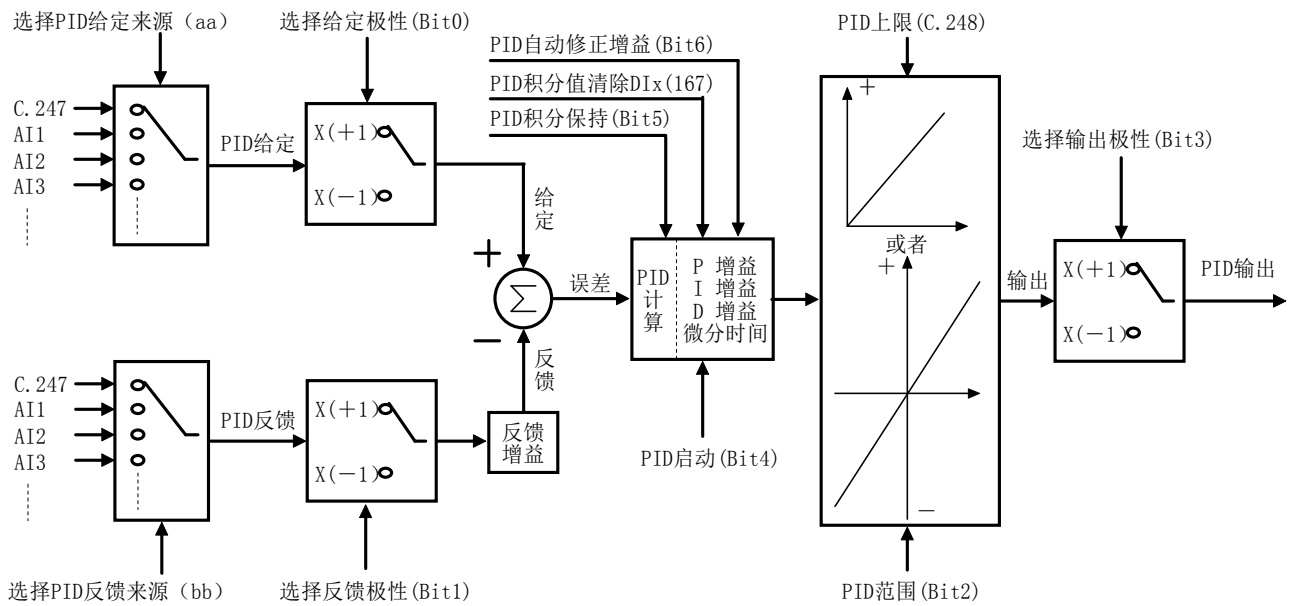 选择PID给定来源（aa）
选择给定极性(Bit0)
PID上限(C.248)
PID自动修正增益(Bit6)
PID积分值清除DIx(167)
PID积分保持(Bit5)
C.247
AI1
AI2
AI3
PID给定
X(+1)
X(−1)
给定
+
−
Σ
误差
PID计算
P 增益
I 增益
D 增益
微分时间
+
或者
+
−
输出
选择输出极性(Bit3)
X(+1)
X(−1)
PID输出
C.247
AI1
AI2
AI3
PID反馈
X(+1)
X(−1)
反馈
反馈
增益
PID启动(Bit4)
选择PID反馈来源（bb）
选择反馈极性(Bit1)
PID范围(Bit2)